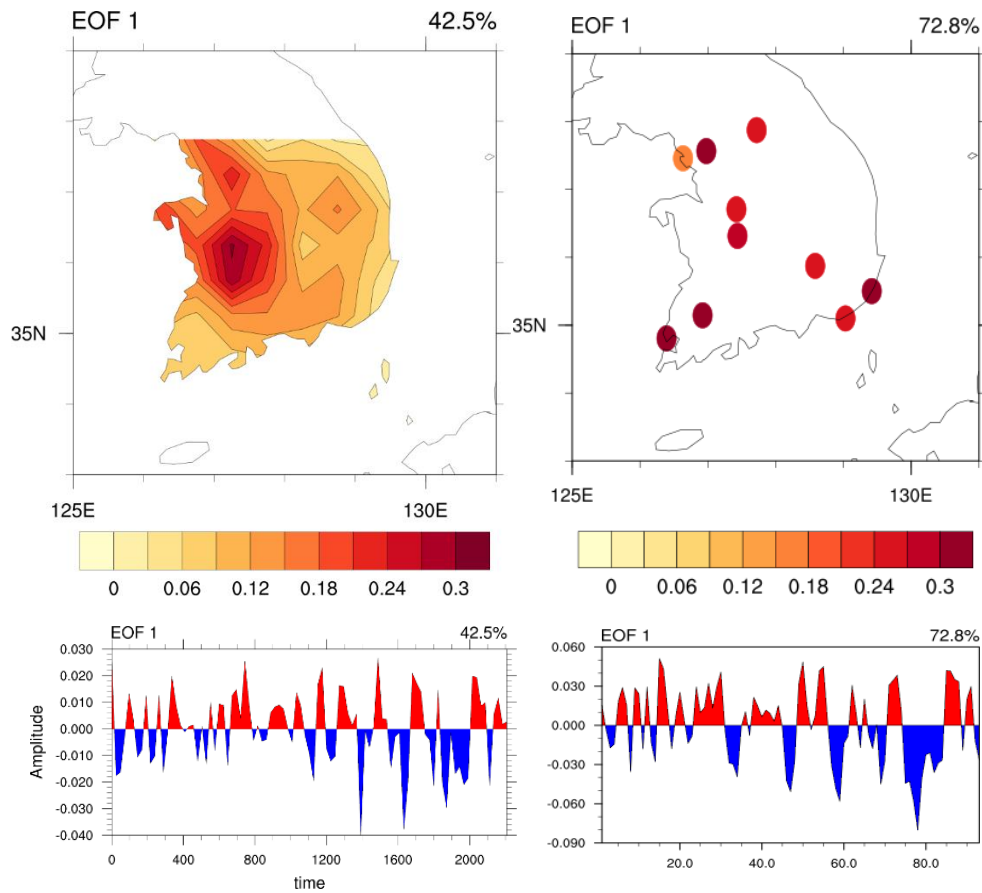 EOF 1 42.5%
35N
125E 130E
0 0.06 0.12 0.18 0.24 0.3
EOF 1 42.5%
0.030
0.020
0.010
0.000
-0.010
-0.020
-0.030
-0.040
Amplitude
0 400 800 1200 1600 2000
time
EOF 1 72.8%
35N
125E 130E
0 0.06 0.12 0.18 0.24 0.3
EOF 1 72.8%
0.060
0.030
0.000
-0.030
-0.060
-0.090
20.0 40.0 60.0 80.0